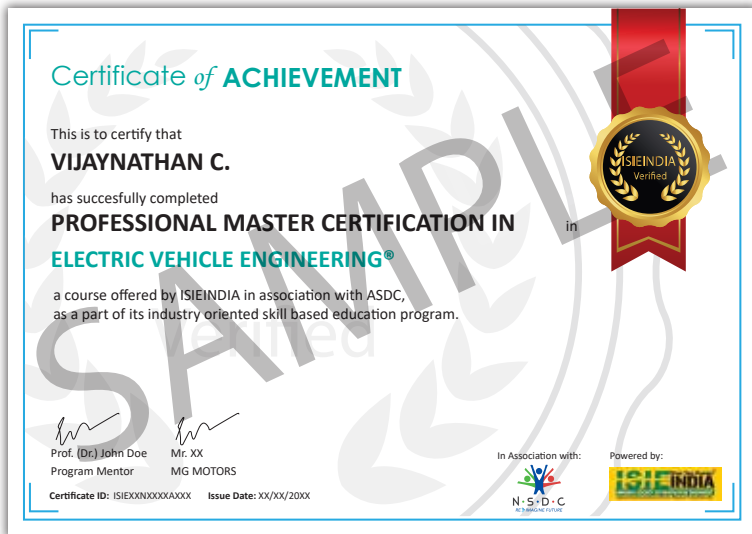 Certificate of ACHIEVEMENT
This is to certify that
VIJAYNATHAN C.
has succesfully completed
PROFESSIONAL MASTER CERTIFICATION IN in
ELECTRIC VEHICLE ENGINEERING®
a course offered by ISIEINDIA in association with ASDC,
as a part of its industry oriented skill based education program.
Verified
SAMPLE
ISIEINDIA
Verified
Prof. (Dr.) John Doe
Program Mentor
Mr. XX
MG MOTORS
Certificate ID: ISIEXXNXXXXAXXX Issue Date: XX/XX/20XX
In Association with:
N·S·D·C
RE IMAGINE FUTURE
Powered by:
ISIEINDIA